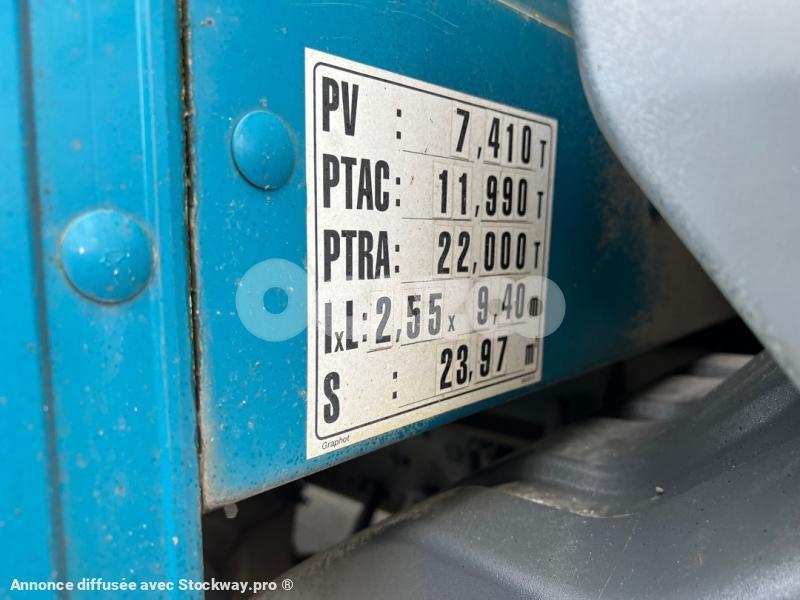 PV : 7,410 T
PTAC: 11,990 T
PTRA: 22,000 T
lxL: 2,55 x 9,40 m
S : 23,97 m²
Graphot
Annonce diffusée avec Stockway.pro ®